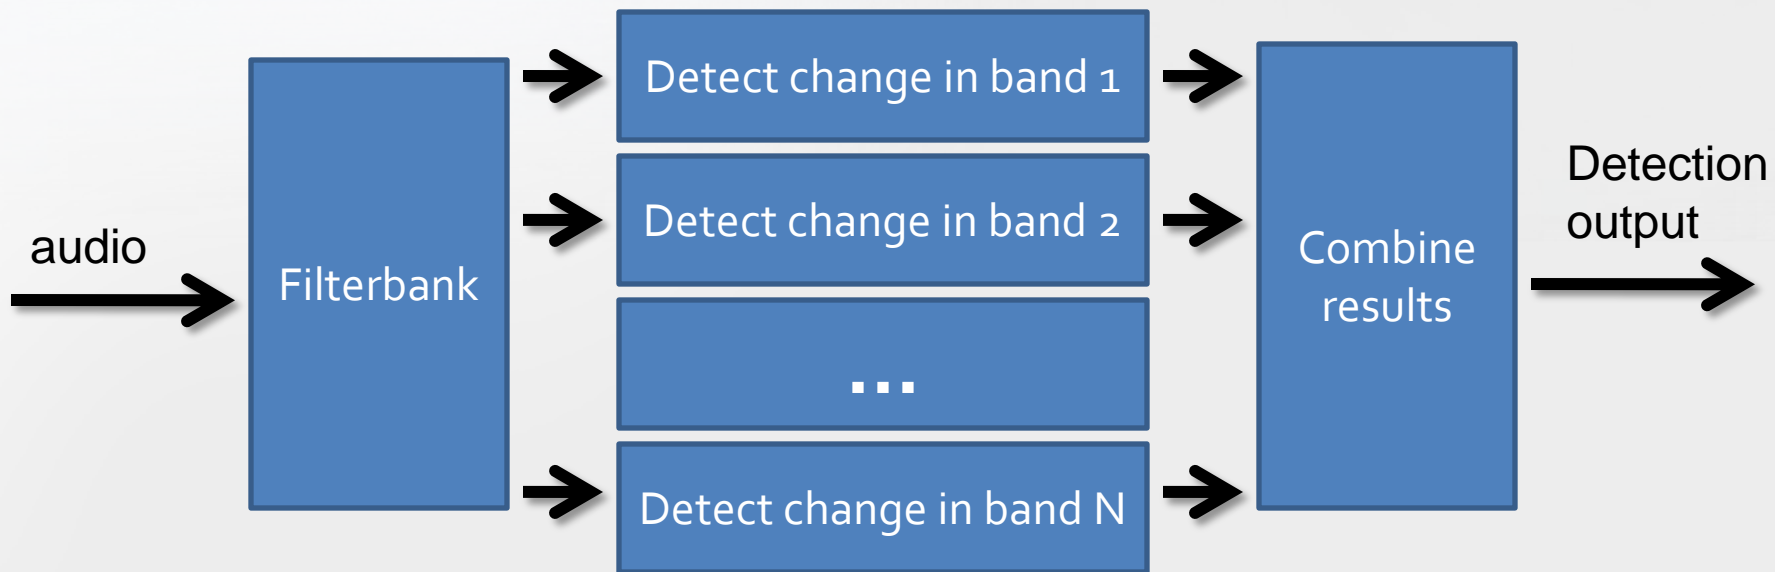 audio
Filterbank
Detect change in band 1
Detect change in band 2
...
Detect change in band N
Combine
results
Detection
output